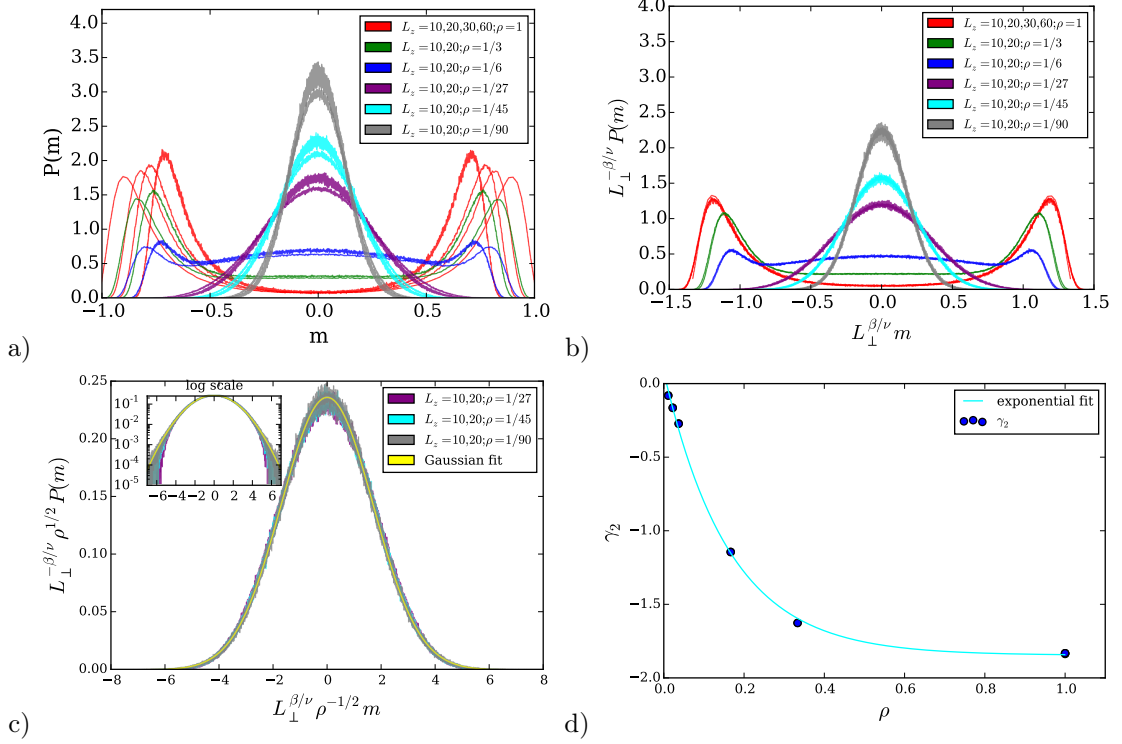 4.0
3.5
3.0
2.5
2.0
1.5
1.0
0.5
0.0
P(m)
−1.0 −0.5 0.0 0.5 1.0
m
L_z =10,20,30,60;ρ=1
L_z =10,20;ρ=1/3
L_z =10,20;ρ=1/6
L_z =10,20;ρ=1/27
L_z =10,20;ρ=1/45
L_z =10,20;ρ=1/90
a)
4.0
3.5
3.0
2.5
2.0
1.5
1.0
0.5
0.0
L_⊥^{−β/ν} P(m)
−1.5 −1.0 −0.5 0.0 0.5 1.0 1.5
L_⊥^{β/ν} m
L_z =10,20,30,60;ρ=1
L_z =10,20;ρ=1/3
L_z =10,20;ρ=1/6
L_z =10,20;ρ=1/27
L_z =10,20;ρ=1/45
L_z =10,20;ρ=1/90
b)
0.25
0.20
0.15
0.10
0.05
0.00
L_⊥^{−β/ν} ρ^{1/2} P(m)
−8 −6 −4 −2 0 2 4 6 8
L_⊥^{β/ν} ρ^{−1/2} m
log scale
10^{-1}
10^{-2}
10^{-3}
10^{-4}
10^{-5}
−6 −4 −2 0 2 4 6
L_z =10,20;ρ=1/27
L_z =10,20;ρ=1/45
L_z =10,20;ρ=1/90
Gaussian fit
c)
0.0
−0.5
−1.0
−1.5
−2.0
γ_2
0.0 0.2 0.4 0.6 0.8 1.0
ρ
exponential fit
γ_2
d)